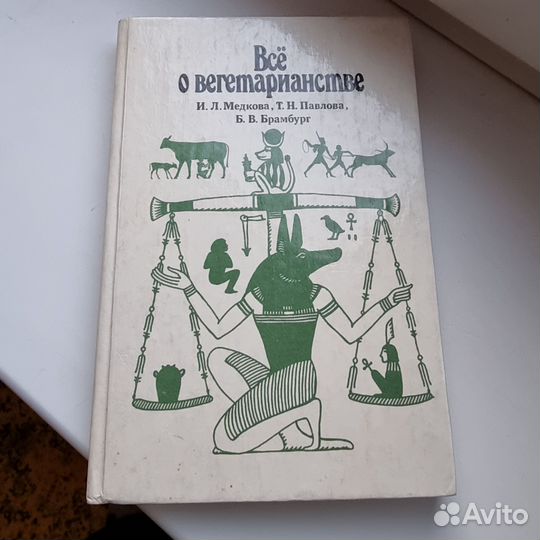 Всё
о вегетарианстве
И. Л. Медкова, Т. Н. Павлова,
Б. В. Брамбург
Avito